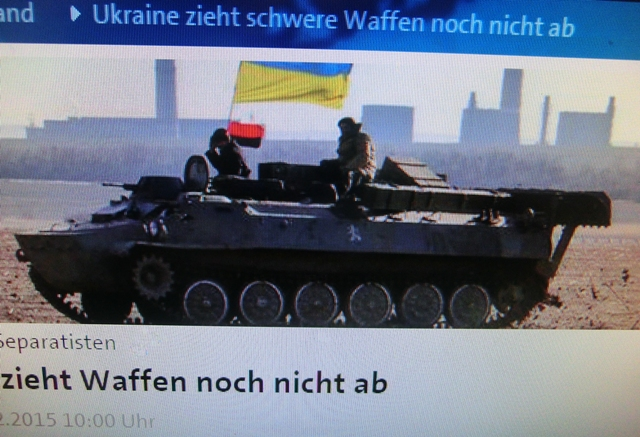 and ▶ Ukraine zieht schwere Waffen noch nicht ab
Separatisten
zieht Waffen noch nicht ab
2.2015 10:00 Uhr